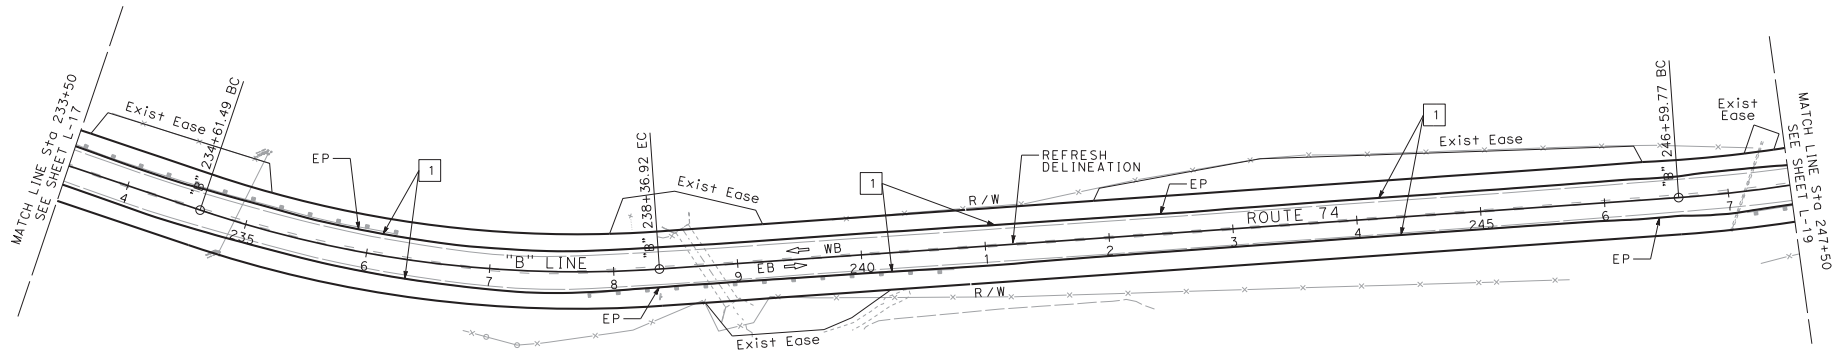 MATCH LINE Sta 233+50
SEE SHEET L-17
Exist Ease
"B" 234+61.49 BC
EP
1
4
235
6
7
8
"B" LINE
EP
"B" 238+36.92 EC
Exist Ease
9
EB
WB
240
1
1
2
3
4
245
6
7
Exist Ease
R/W
R/W
REFRESH
DELINEATION
EP
ROUTE 74
1
Exist Ease
EP
"B" 246+59.77 BC
Exist
Ease
MATCH LINE Sta 247+50
SEE SHEET L-19